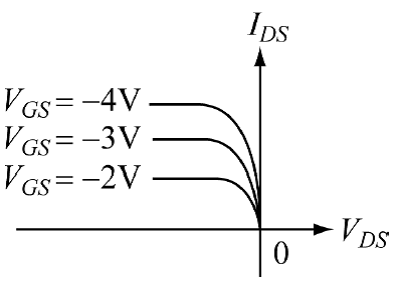 I_DS
V_GS = −4V
V_GS = −3V
V_GS = −2V
V_DS
0